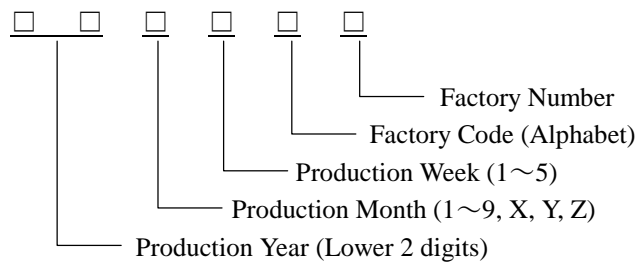 □ □ □ □ □ □
Factory Number
Factory Code (Alphabet)
Production Week (1～5)
Production Month (1～9, X, Y, Z)
Production Year (Lower 2 digits)